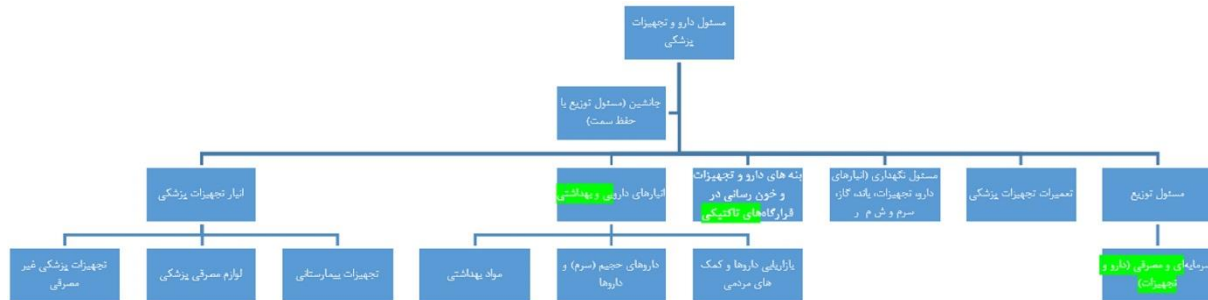 مسئول دارو و تجهیزات
پزشکی
جانشین (مسئول توزیع با
حفظ سمت)
مسئول توزیع
تعمیرات تجهیزات پزشکی
مسئول نگهداری (انبارهای
دارو، تجهیزات، باند، گاز،
سرم و ش م ر
بنه های دارو و تجهیزات
و خون رسانی در
قرارگاه‌های تاکتیکی
انبارهای دارویی و بهداشتی
انبار تجهیزات پزشکی
سرمایه‌ای و مصرفی (دارو و
تجهیزات)
بازاریابی داروها و کمک
های مردمی
داروهای حجیم (سرم) و
داروها
مواد بهداشتی
تجهیزات بیمارستانی
لوازم مصرفی پزشکی
تجهیزات پزشکی غیر
مصرفی